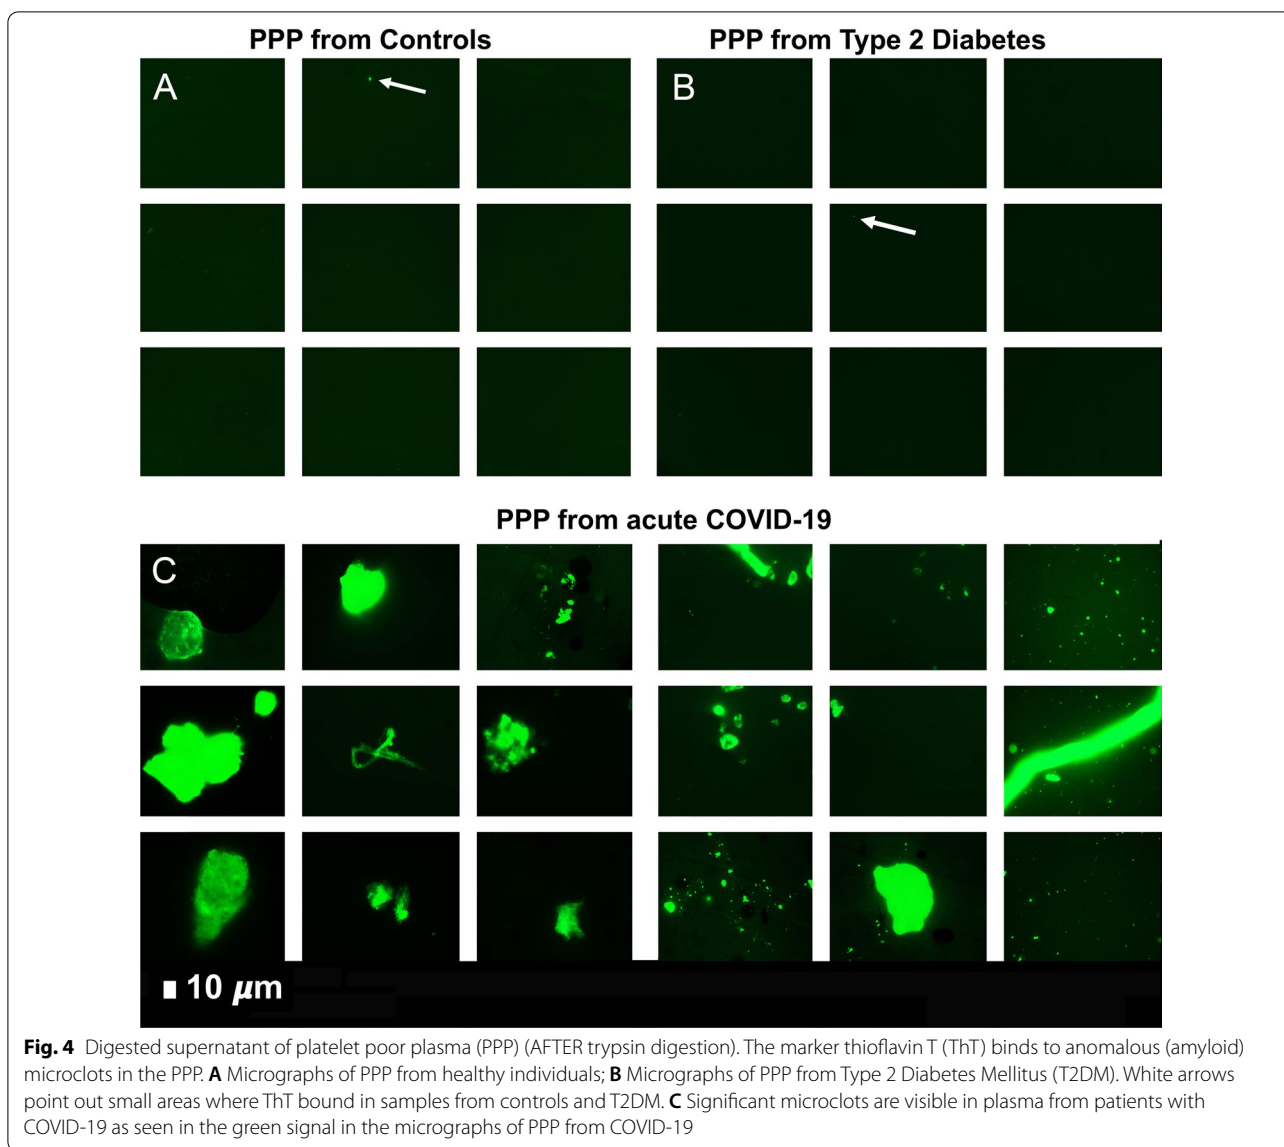 PPP from Controls
PPP from Type 2 Diabetes
A
B
PPP from acute COVID-19
C
10 μm
Fig. 4 Digested supernatant of platelet poor plasma (PPP) (AFTER trypsin digestion). The marker thioflavin T (ThT) binds to anomalous (amyloid)
microclots in the PPP. A Micrographs of PPP from healthy individuals; B Micrographs of PPP from Type 2 Diabetes Mellitus (T2DM). White arrows
point out small areas where ThT bound in samples from controls and T2DM. C Significant microclots are visible in plasma from patients with
COVID-19 as seen in the green signal in the micrographs of PPP from COVID-19